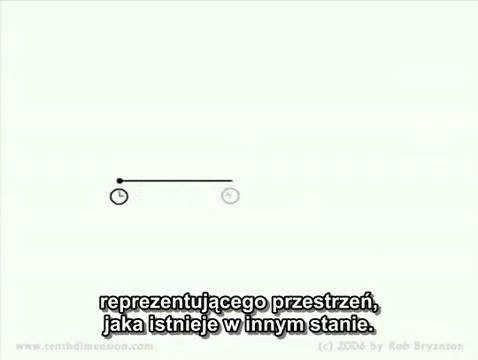 reprezentującego przestrzeń,
jaka istnieje w innym stanie.
www.tenthdimension.com
(c) 2006 by Rob Bryanton